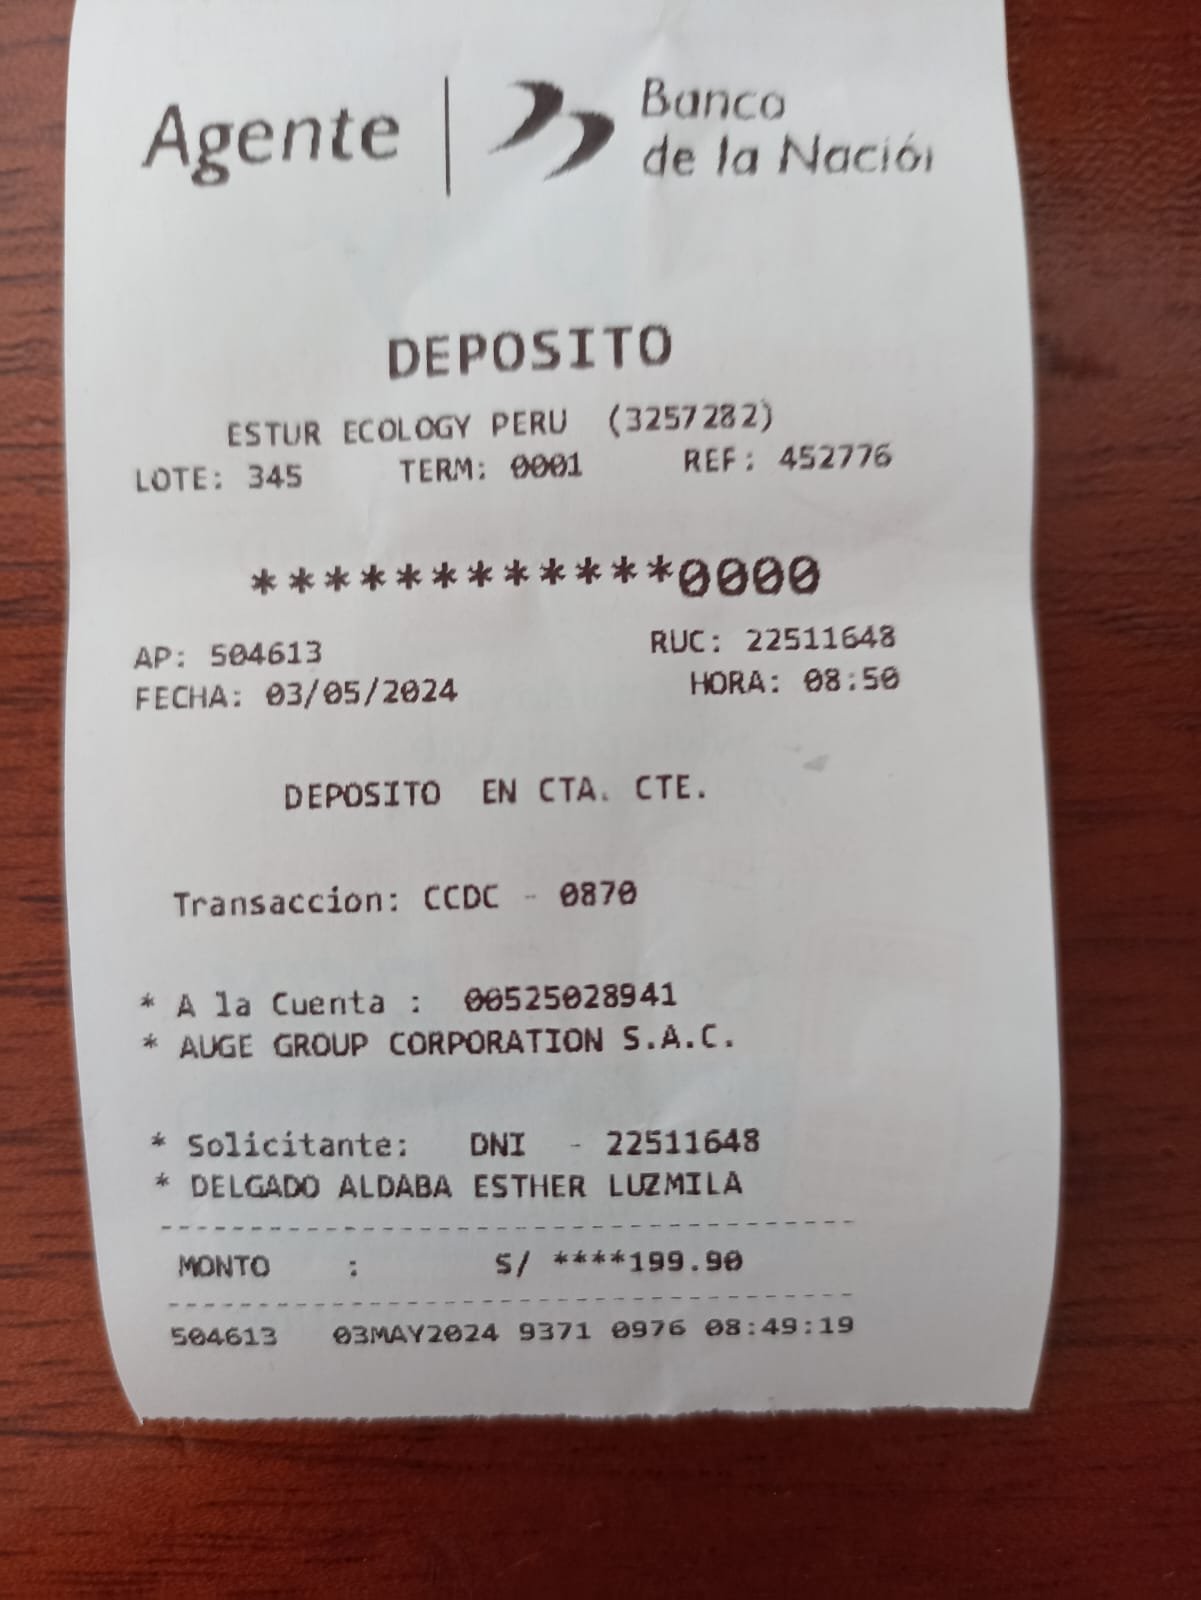 Agente | Banco
de la Nación
DEPOSITO
ESTUR ECOLOGY PERU (3257282)
LOTE: 345 TERM: 0001 REF: 452776
************0000
AP: 504613 RUC: 22511648
FECHA: 03/05/2024 HORA: 08:50
DEPOSITO EN CTA. CTE.
Transaccion: CCDC - 0870
* A la Cuenta : 00525028941
* AUGE GROUP CORPORATION S.A.C.
* Solicitante: DNI - 22511648
* DELGADO ALDABA ESTHER LUZMILA
MONTO : S/ ****199.90
504613 03MAY2024 9371 0976 08:49:19